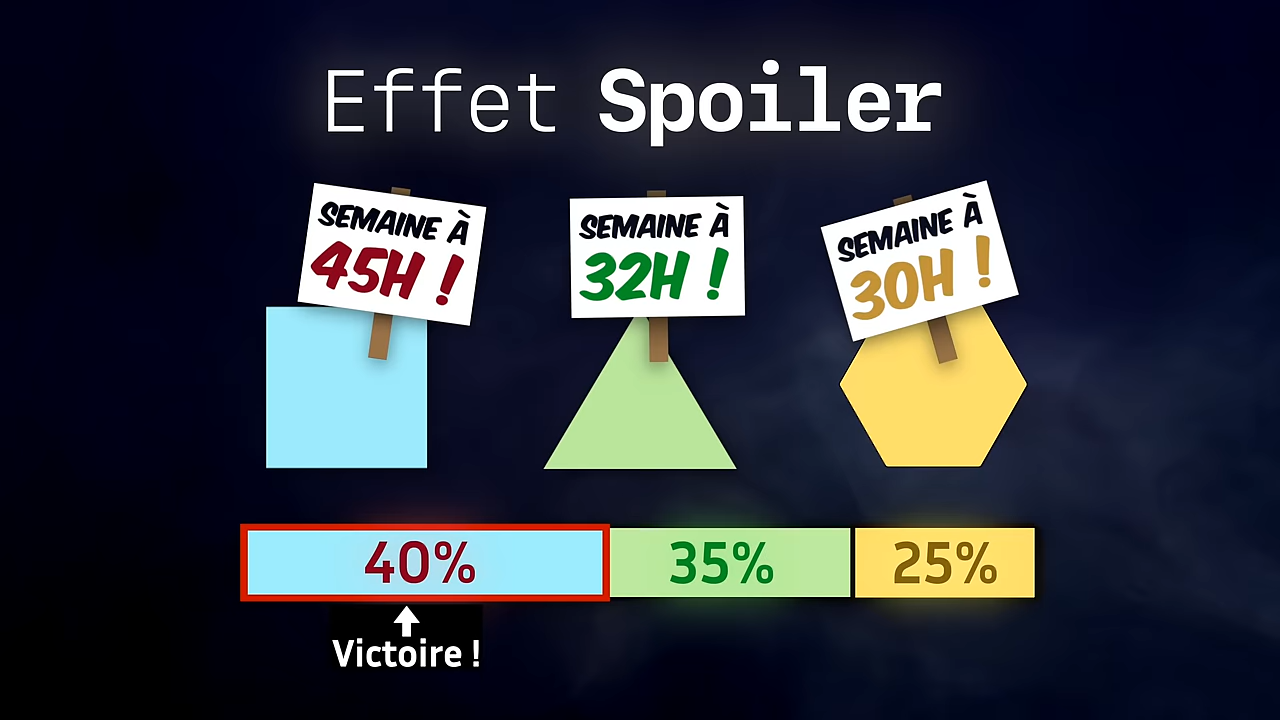 Effet Spoiler
SEMAINE À
45H !
SEMAINE À
32H !
SEMAINE À
30H !
40%
35%
25%
Victoire !